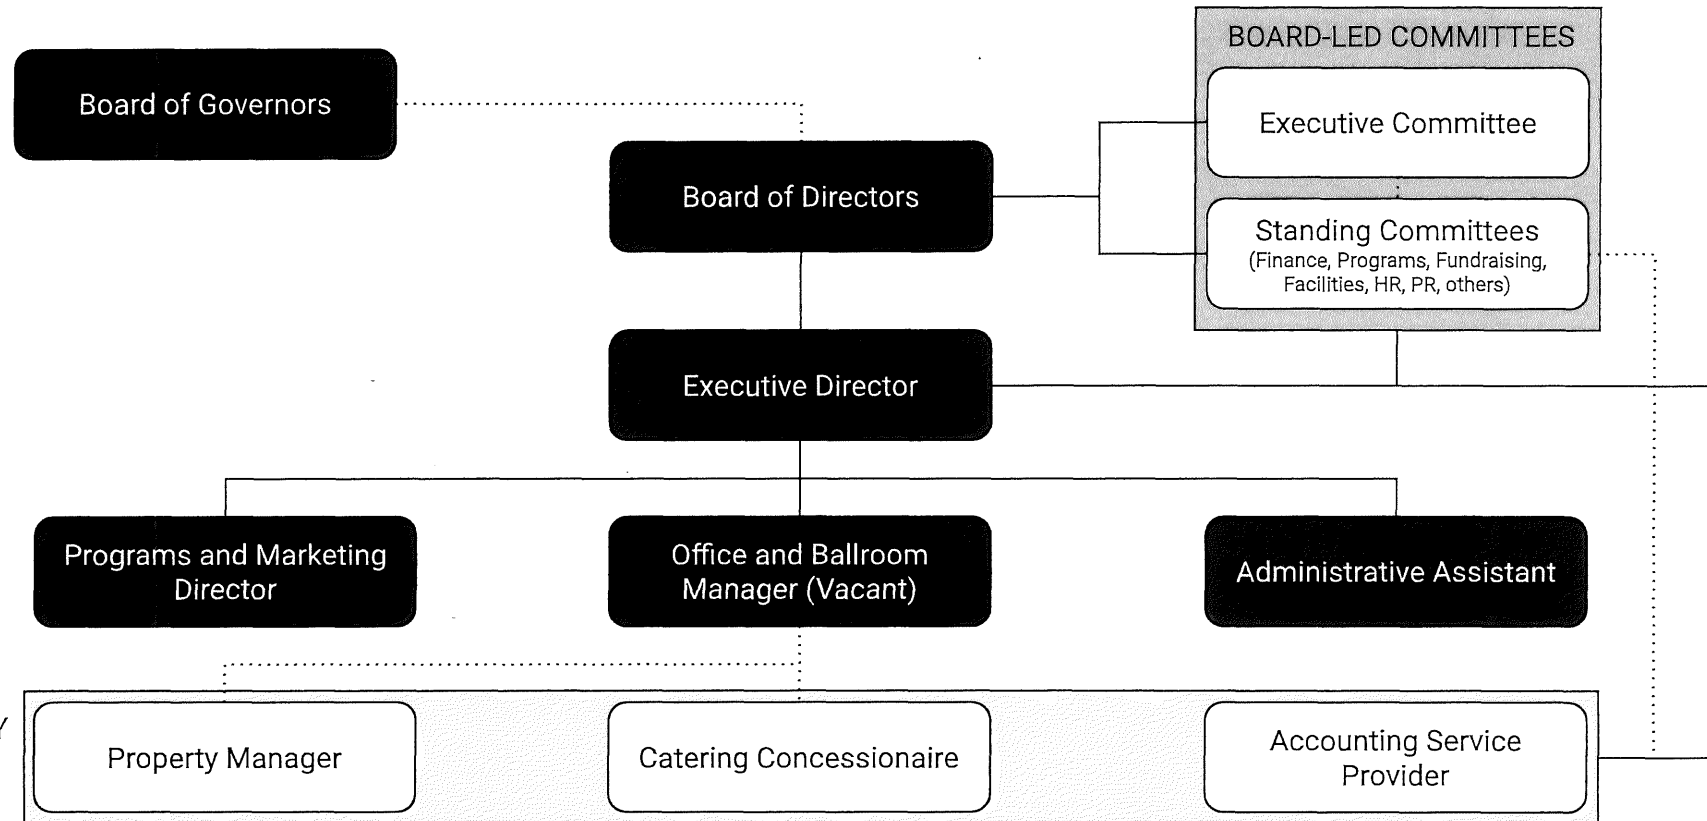 BOARD-LED COMMITTEES
Board of Governors
Executive Committee
Board of Directors
Standing Committees
(Finance, Programs, Fundraising,
Facilities, HR, PR, others)
Executive Director
Programs and Marketing
Director
Office and Ballroom
Manager (Vacant)
Administrative Assistant
Y
Property Manager
Catering Concessionaire
Accounting Service
Provider